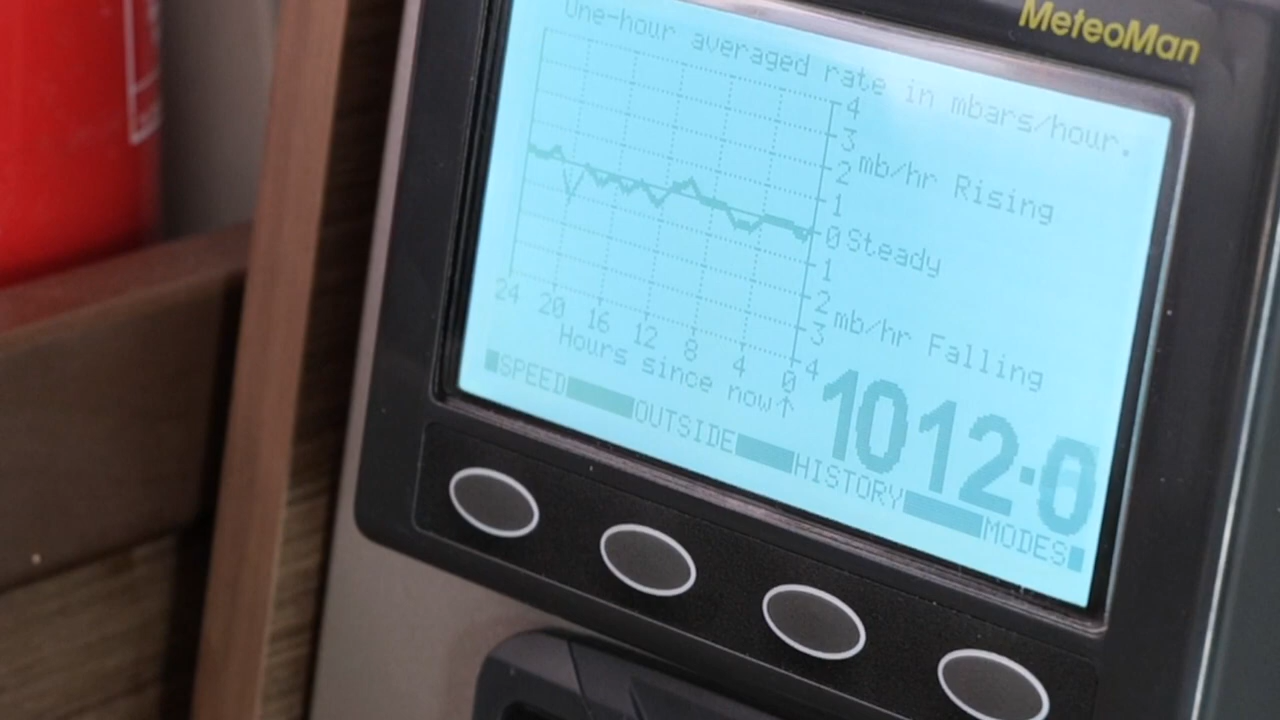 MeteoMan
One-hour averaged rate in mbars/hour.
4
3
2 mb/hr Rising
1
0 Steady
1
2 mb/hr Falling
3
4
24 20 16 12 8 4 0
Hours since now↑
1012.0
SPEED OUTSIDE HISTORY MODES